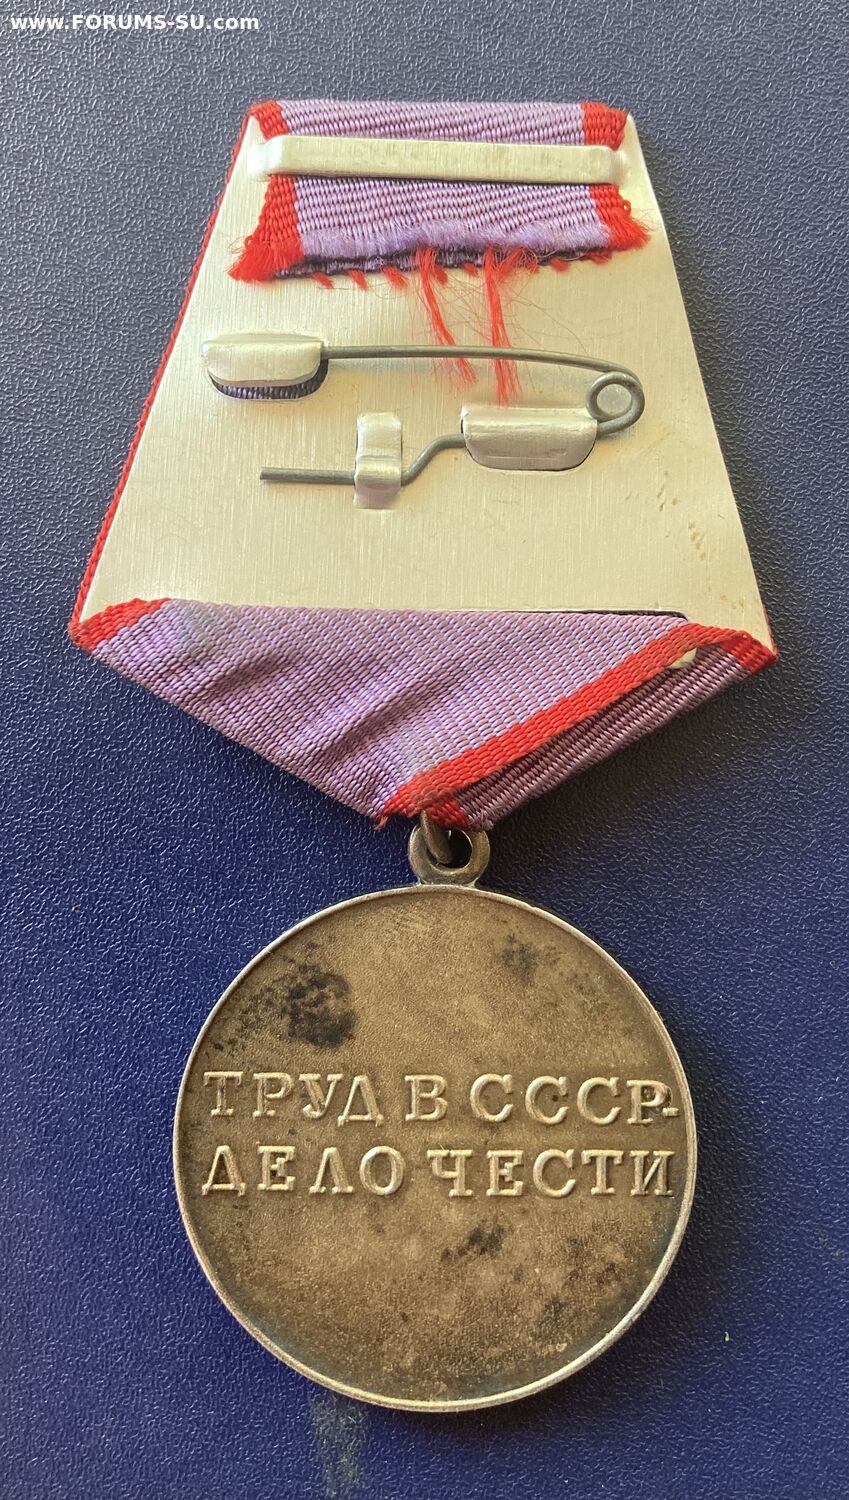 www.FORUMS-SU.com
ТРУД В СССР-
ДЕЛО ЧЕСТИ